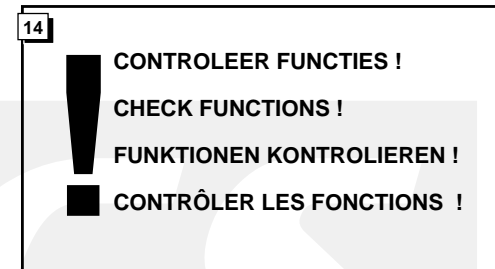 14
CONTROLEER FUNCTIES !
CHECK FUNCTIONS !
FUNKTIONEN KONTROLIEREN !
CONTRÔLER LES FONCTIONS !